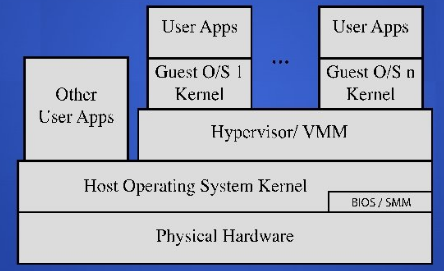 User Apps
User Apps
...
Guest O/S 1
Kernel
Guest O/S n
Kernel
Other
User Apps
Hypervisor/ VMM
Host Operating System Kernel
BIOS / SMM
Physical Hardware